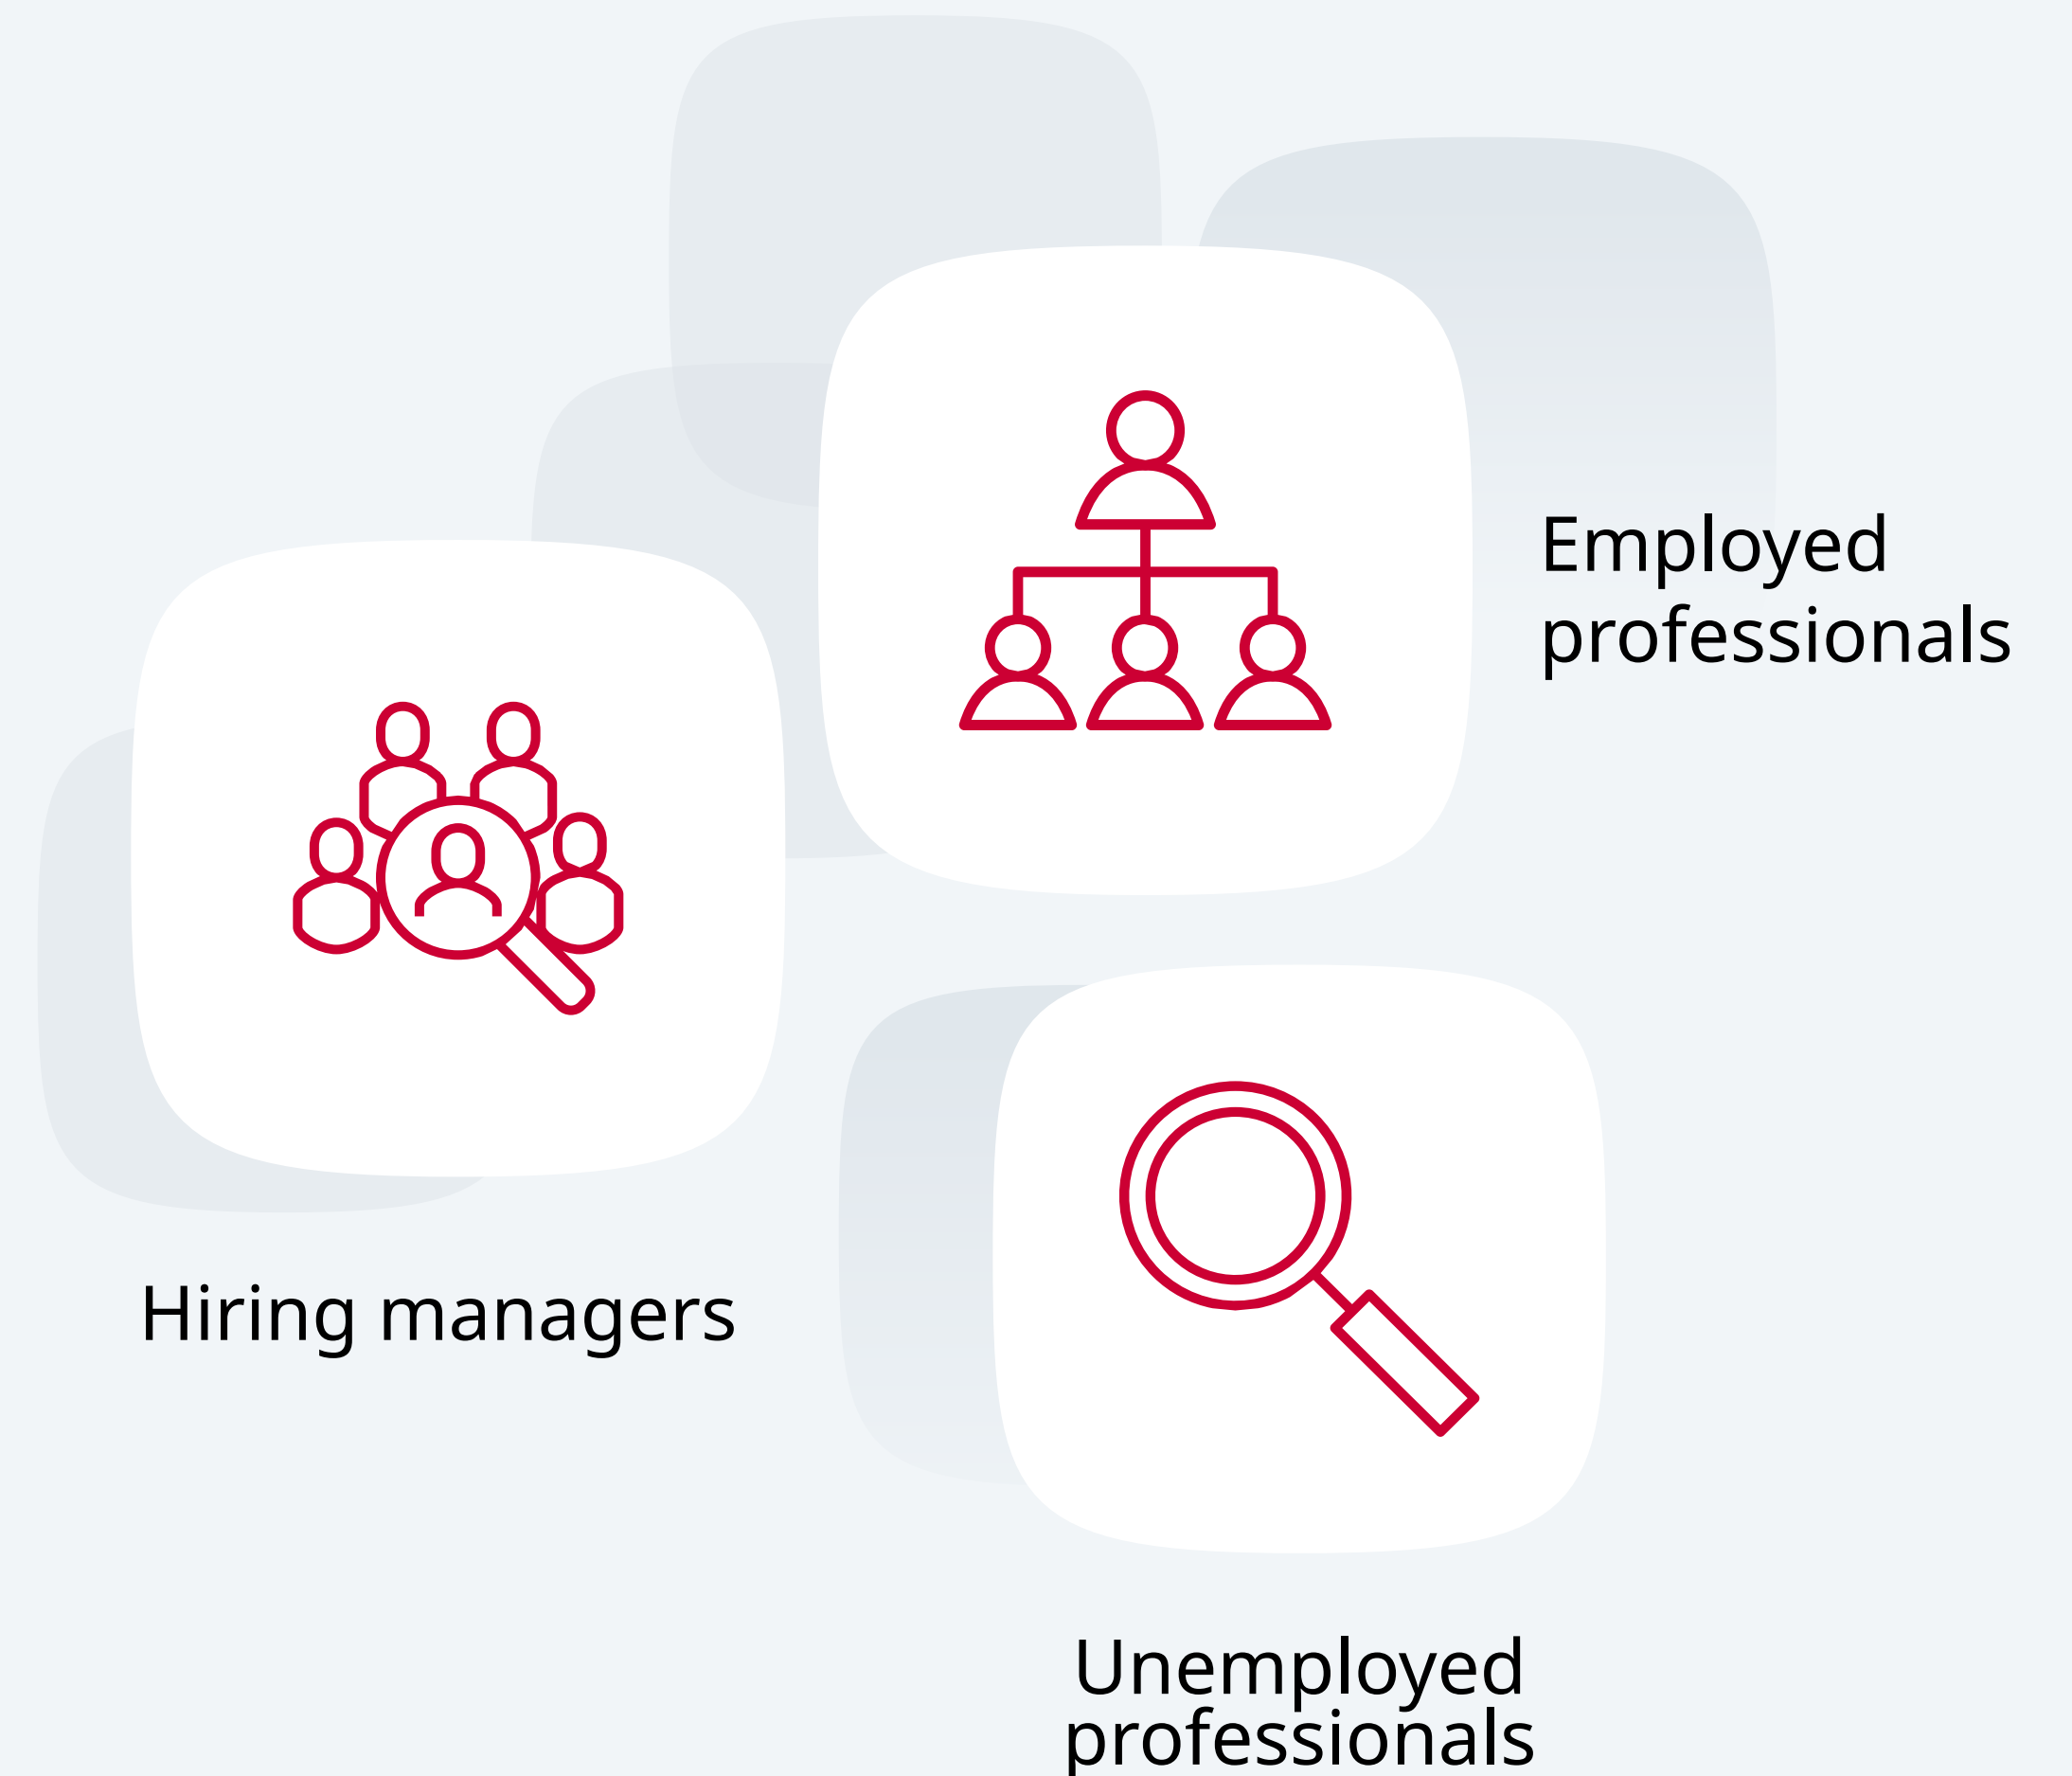 Employed
professionals
Hiring managers
Unemployed
professionals